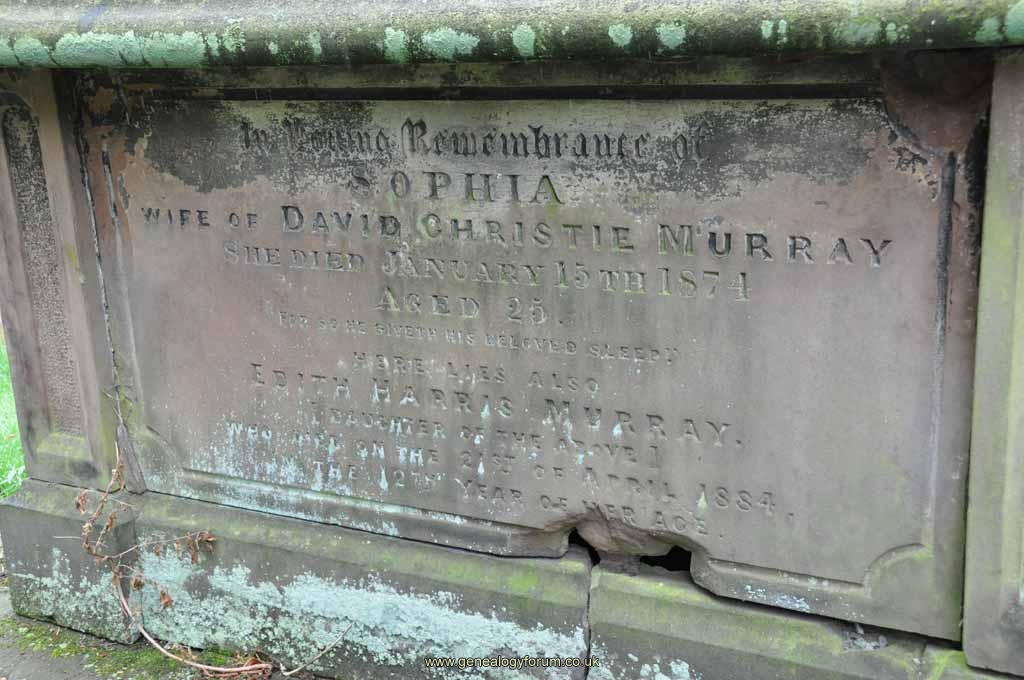 In Loving Remembrance of
SOPHIA
WIFE OF DAVID CHRISTIE MURRAY
SHE DIED JANUARY 15TH 1874
AGED 25.
"FOR SO HE GIVETH HIS BELOVED SLEEP"
HERE LIES ALSO
EDITH HARRIS MURRAY.
[DAUGHTER OF THE ABOVE]
WHO DIED ON THE 21ST OF APRIL 1884,
IN THE 12TH YEAR OF HER AGE.
www.genealogyforum.co.uk